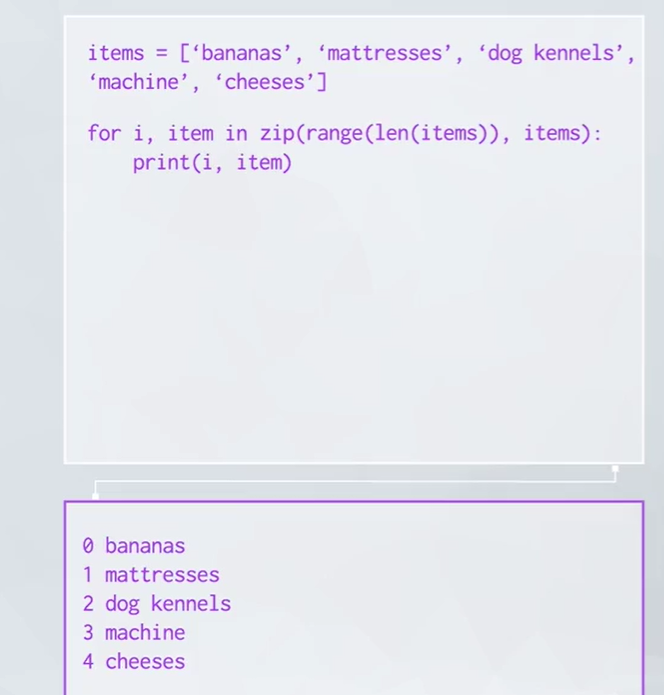 items = [‘bananas’, ‘mattresses’, ‘dog kennels’,
‘machine’, ‘cheeses’]
for i, item in zip(range(len(items)), items):
    print(i, item)
0 bananas
1 mattresses
2 dog kennels
3 machine
4 cheeses